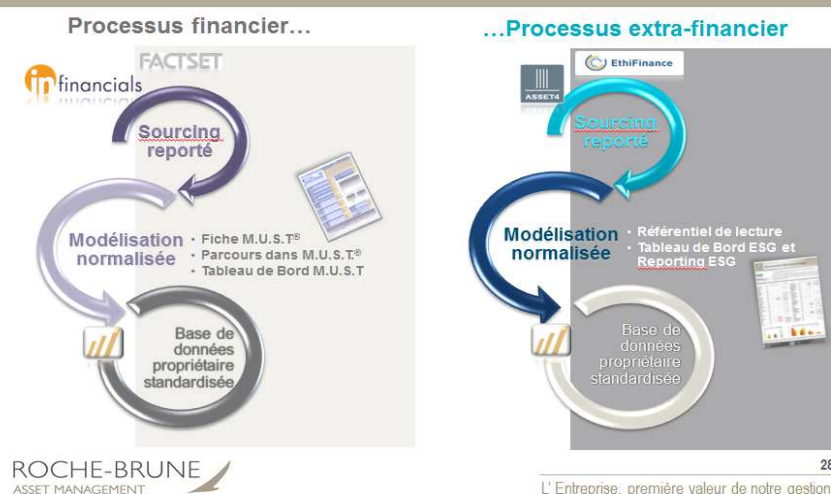 Processus financier…
FACTSET
infinancials
Sourcing
reporté
Modélisation
normalisée
• Fiche M.U.S.T®
• Parcours dans M.U.S.T.®
• Tableau de Bord M.U.S.T
Base de
données
propriétaire
standardisée
…Processus extra-financier
EthiFinance
ASSET4
Sourcing
reporté
Modélisation
normalisée
• Référentiel de lecture
• Tableau de Bord ESG et
Reporting ESG
Base de
données
propriétaire
standardisée
ROCHE-BRUNE
ASSET MANAGEMENT
28
L' Entreprise, première valeur de notre gestion